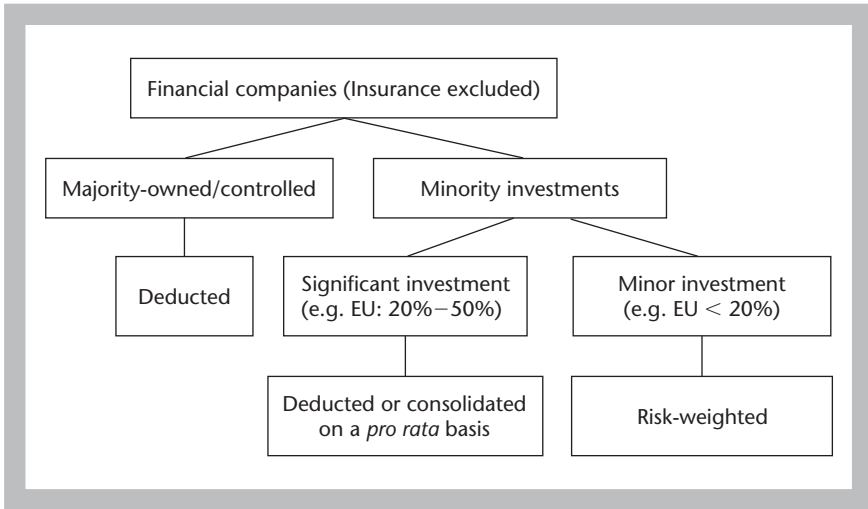 Financial companies (Insurance excluded)
Majority-owned/controlled
Minority investments
Deducted
Significant investment
(e.g. EU: 20%−50%)
Minor investment
(e.g. EU < 20%)
Deducted or consolidated
on a pro rata basis
Risk-weighted